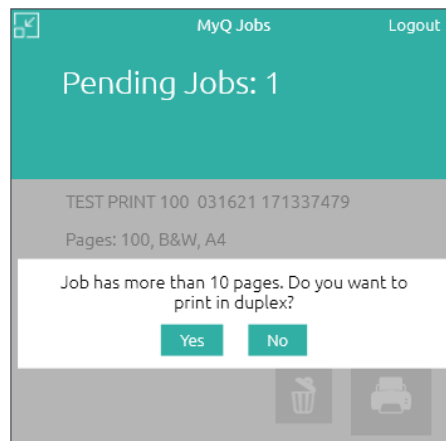 MyQ Jobs Logout
Pending Jobs: 1
TEST PRINT 100 031621 171337479
Pages: 100, B&W, A4
Job has more than 10 pages. Do you want to
print in duplex?
Yes No